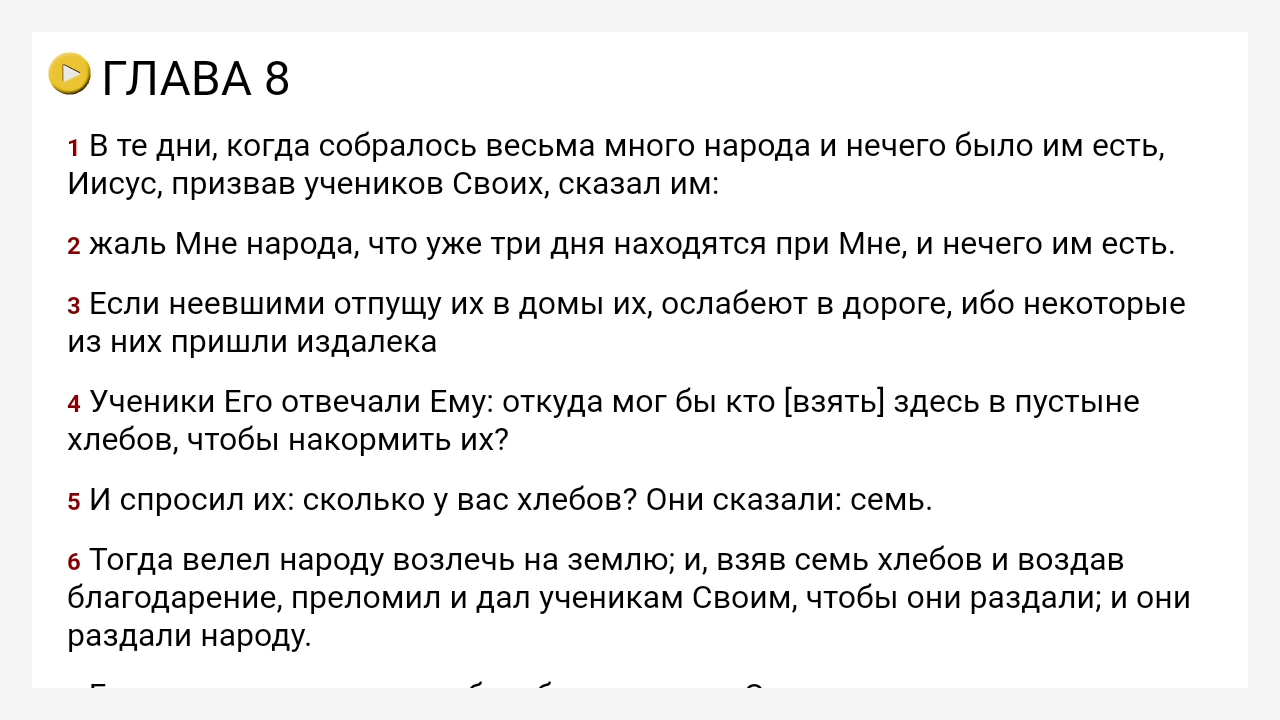 ГЛАВА 8
1 В те дни, когда собралось весьма много народа и нечего было им есть,
Иисус, призвав учеников Своих, сказал им:
2 жаль Мне народа, что уже три дня находятся при Мне, и нечего им есть.
3 Если неевшими отпущу их в домы их, ослабеют в дороге, ибо некоторые
из них пришли издалека
4 Ученики Его отвечали Ему: откуда мог бы кто [взять] здесь в пустыне
хлебов, чтобы накормить их?
5 И спросил их: сколько у вас хлебов? Они сказали: семь.
6 Тогда велел народу возлечь на землю; и, взяв семь хлебов и воздав
благодарение, преломил и дал ученикам Своим, чтобы они раздали; и они
раздали народу.